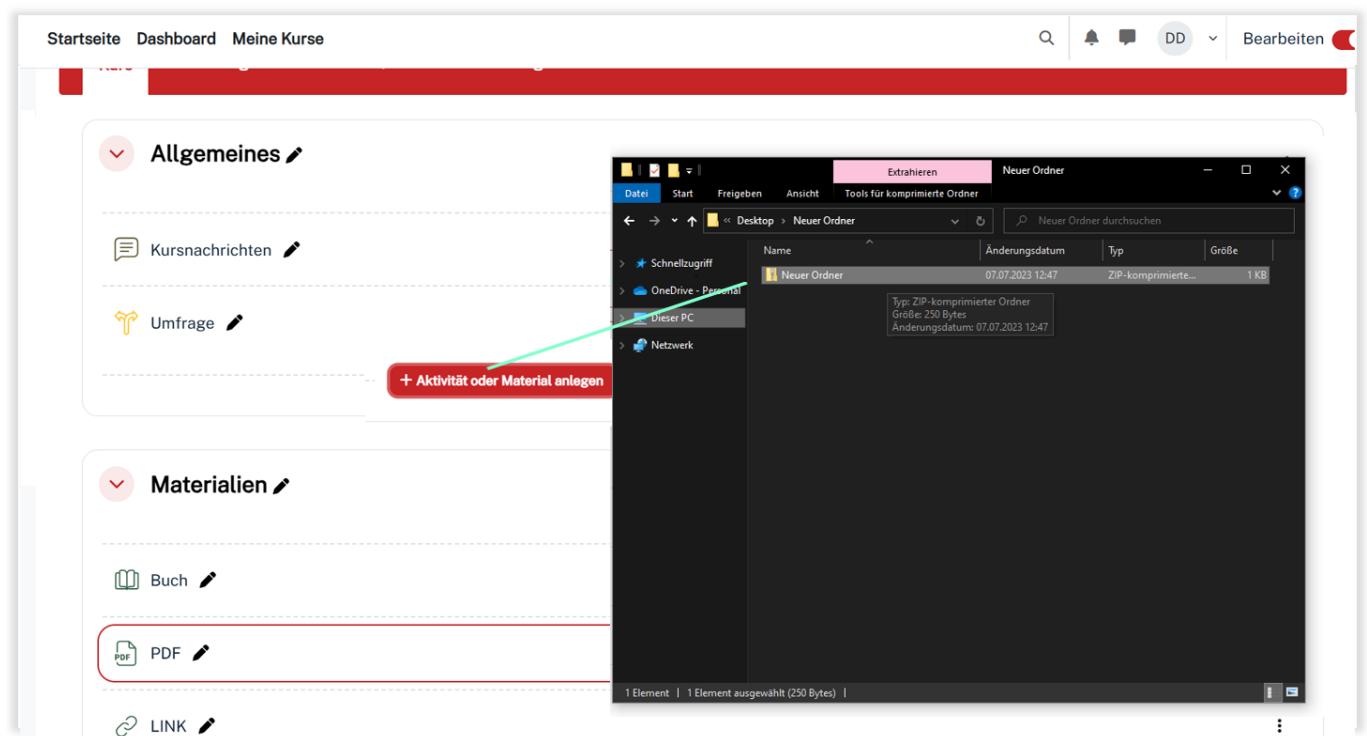 Startseite Dashboard Meine Kurse
DD
Bearbeiten
Allgemeines
Kursnachrichten
Umfrage
+ Aktivität oder Material anlegen
Materialien
Buch
PDF
PDF
LINK
Extrahieren
Neuer Ordner
Datei Start Freigeben Ansicht Tools für komprimierte Ordner
« Desktop › Neuer Ordner
Neuer Ordner durchsuchen
Name Änderungsdatum Typ Größe
Neuer Ordner 07.07.2023 12:47 ZIP-komprimierte... 1 KB
Schnellzugriff
OneDrive - Personal
Dieser PC
Netzwerk
Typ: ZIP-komprimierter Ordner
Größe: 250 Bytes
Änderungsdatum: 07.07.2023 12:47
1 Element | 1 Element ausgewählt (250 Bytes) |